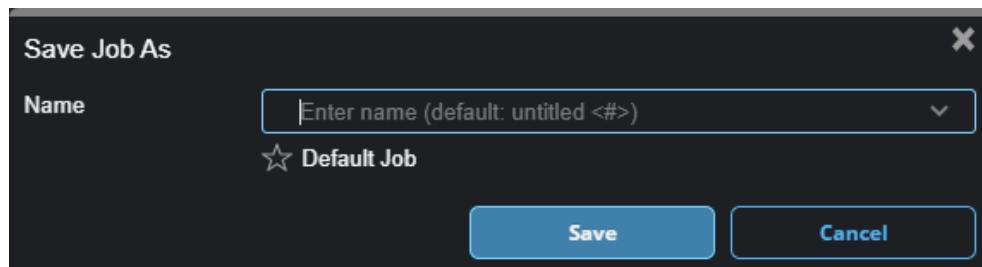 Save Job As
Name
Enter name (default: untitled <#>)
Default Job
Save
Cancel